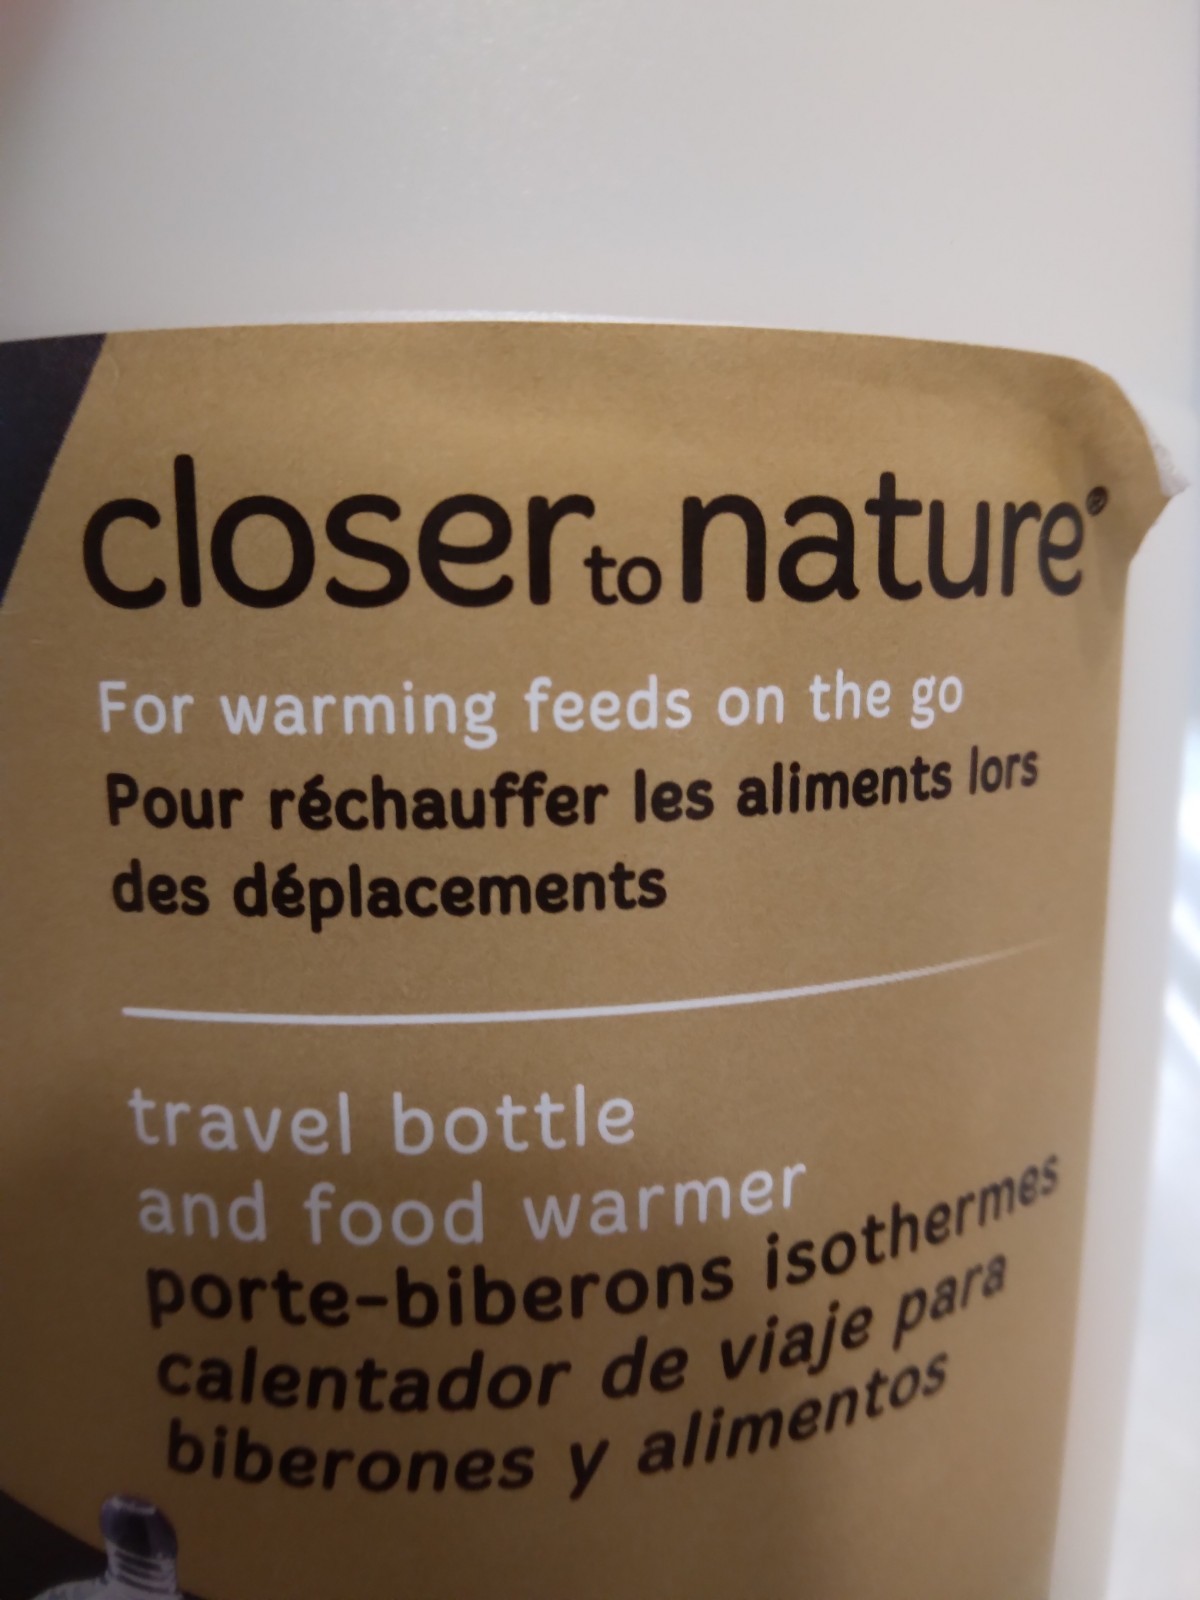 closer to nature®
For warming feeds on the go
Pour réchauffer les aliments lors
des déplacements
travel bottle
and food warmer
porte-biberons isothermes
calentador de viaje para
biberones y alimentos